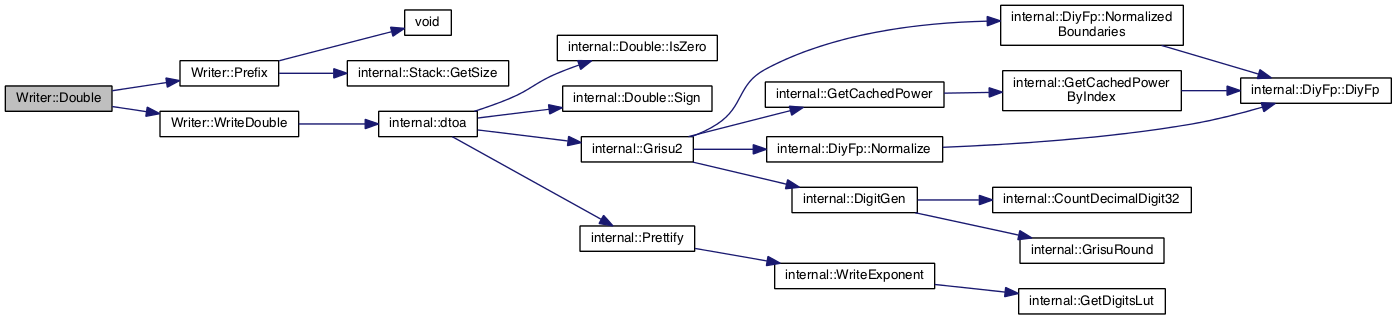 Writer::Double
Writer::Prefix
Writer::WriteDouble
void
internal::Stack::GetSize
internal::dtoa
internal::Double::IsZero
internal::Double::Sign
internal::Grisu2
internal::Prettify
internal::DiyFp::Normalized
Boundaries
internal::GetCachedPower
internal::GetCachedPower
ByIndex
internal::DiyFp::DiyFp
internal::DiyFp::Normalize
internal::DigitGen
internal::CountDecimalDigit32
internal::GrisuRound
internal::WriteExponent
internal::GetDigitsLut